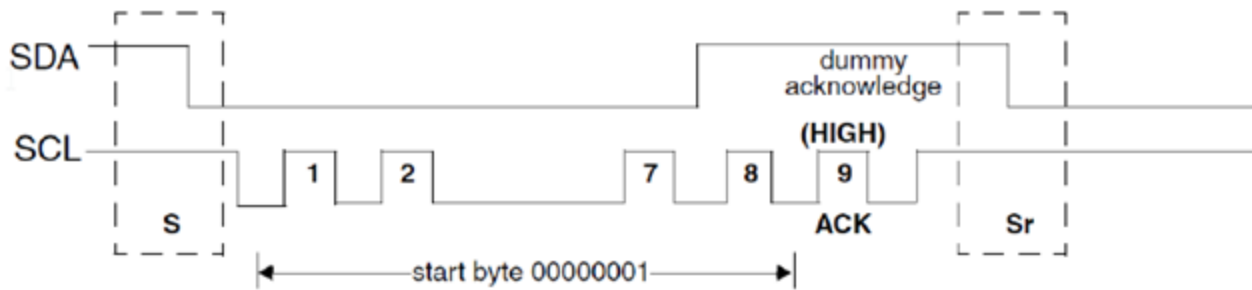 SDA
dummy
acknowledge
SCL
(HIGH)
1 2 7 8 9
S ACK Sr
start byte 00000001